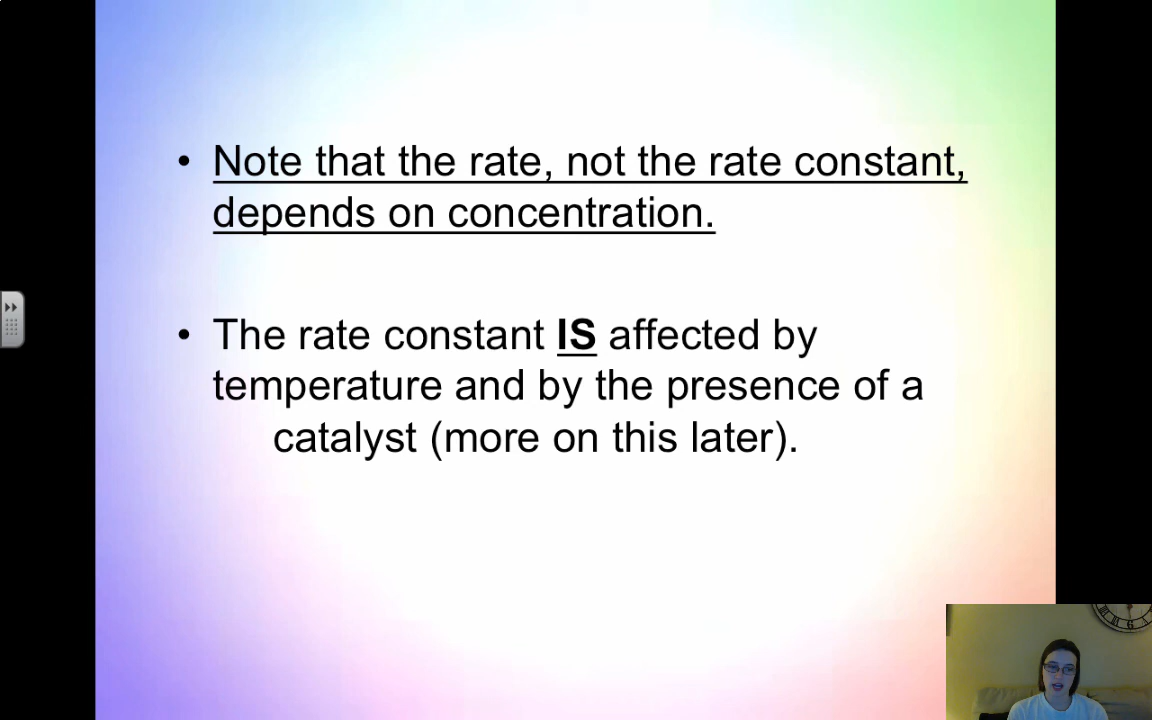 • Note that the rate, not the rate constant,
depends on concentration.
• The rate constant IS affected by
temperature and by the presence of a
catalyst (more on this later).